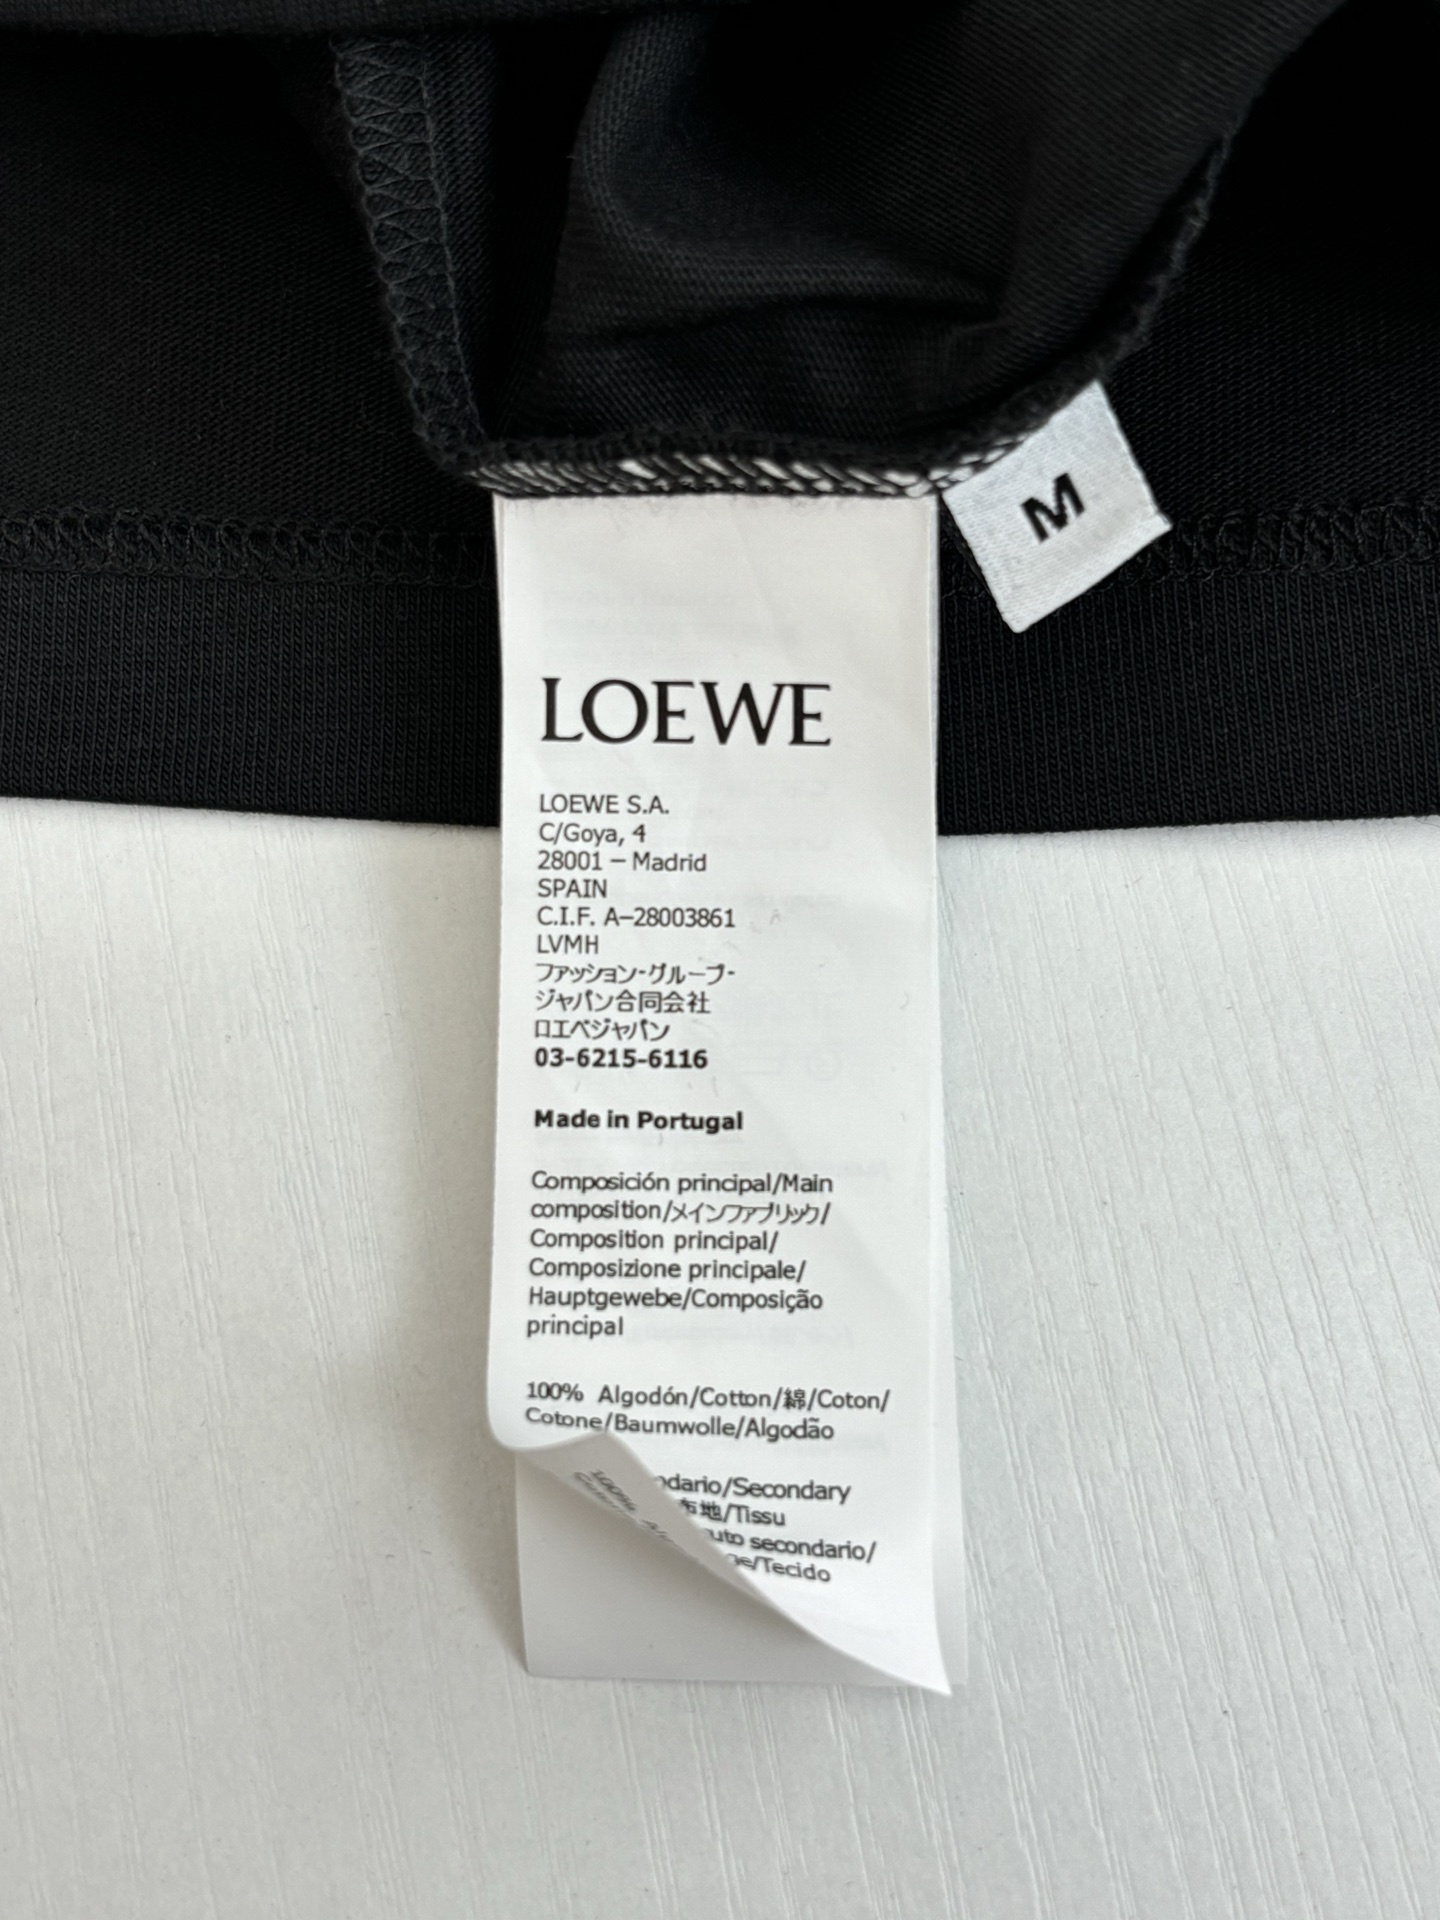 M
LOEWE
LOEWE S.A.
C/Goya, 4
28001 – Madrid
SPAIN
C.I.F. A–28003861
LVMH
ファッション・グループ・
ジャパン合同会社
ロエベジャパン
03-6215-6116
Made in Portugal
Composición principal/Main
composition/メインファブリック/
Composition principal/
Composizione principale/
Hauptgewebe/Composição
principal
100% Algodón/Cotton/綿/Coton/
Cotone/Baumwolle/Algodão
/Secondary
布地/Tissu
secondario/
/Tecido
100%